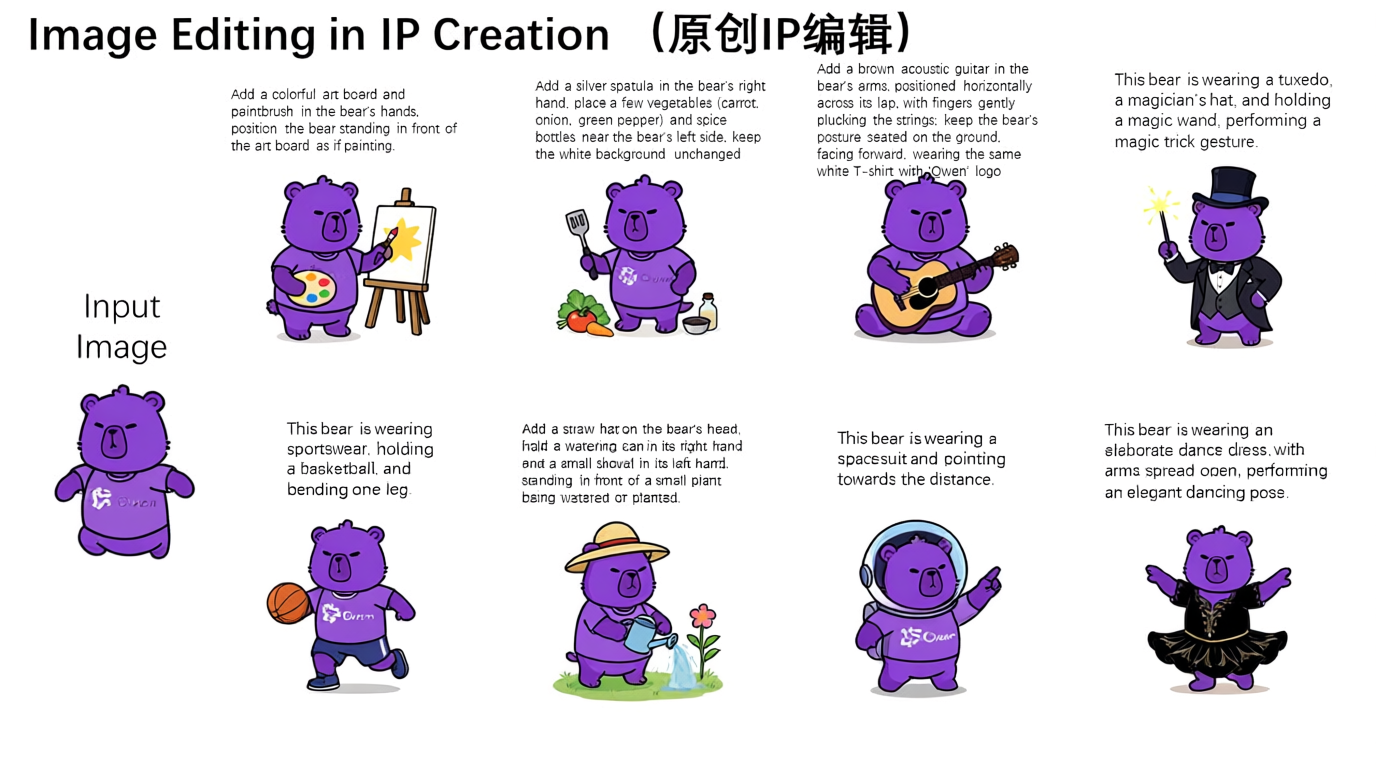 Image Editing in IP Creation （原创IP编辑）
Add a colorful art board and
paintbrush in the bear's hands,
position the bear standing in front of
the art board as if painting.
Add a silver spatula in the bear's right
hand, place a few vegetables (carrot,
onion, green pepper) and spice
bottles near the bear's left side, keep
the white background unchanged
Add a brown acoustic guitar in the
bear's arms, positioned horizontally
across its lap, with fingers gently
plucking the strings; keep the bear's
posture seated on the ground,
facing forward, wearing the same
white T-shirt with 'Qwen' logo
This bear is wearing a tuxedo,
a magician's hat, and holding
a magic wand, performing a
magic trick gesture.
Input
Image
This bear is wearing
sportswear, holding
a basketball, and
bending one leg.
Add a straw hat on the bear's head,
hald a watering can in its right hand
and a small shoval in its laft hard.
standing in front of a small plant
baing watarad or plantad.
This bear is wearing a
spacesuit and pointing
towards the distance.
This bear is wearing an
elaborate dance dress, with
arms spread open, performing
an elegant dancing pose.